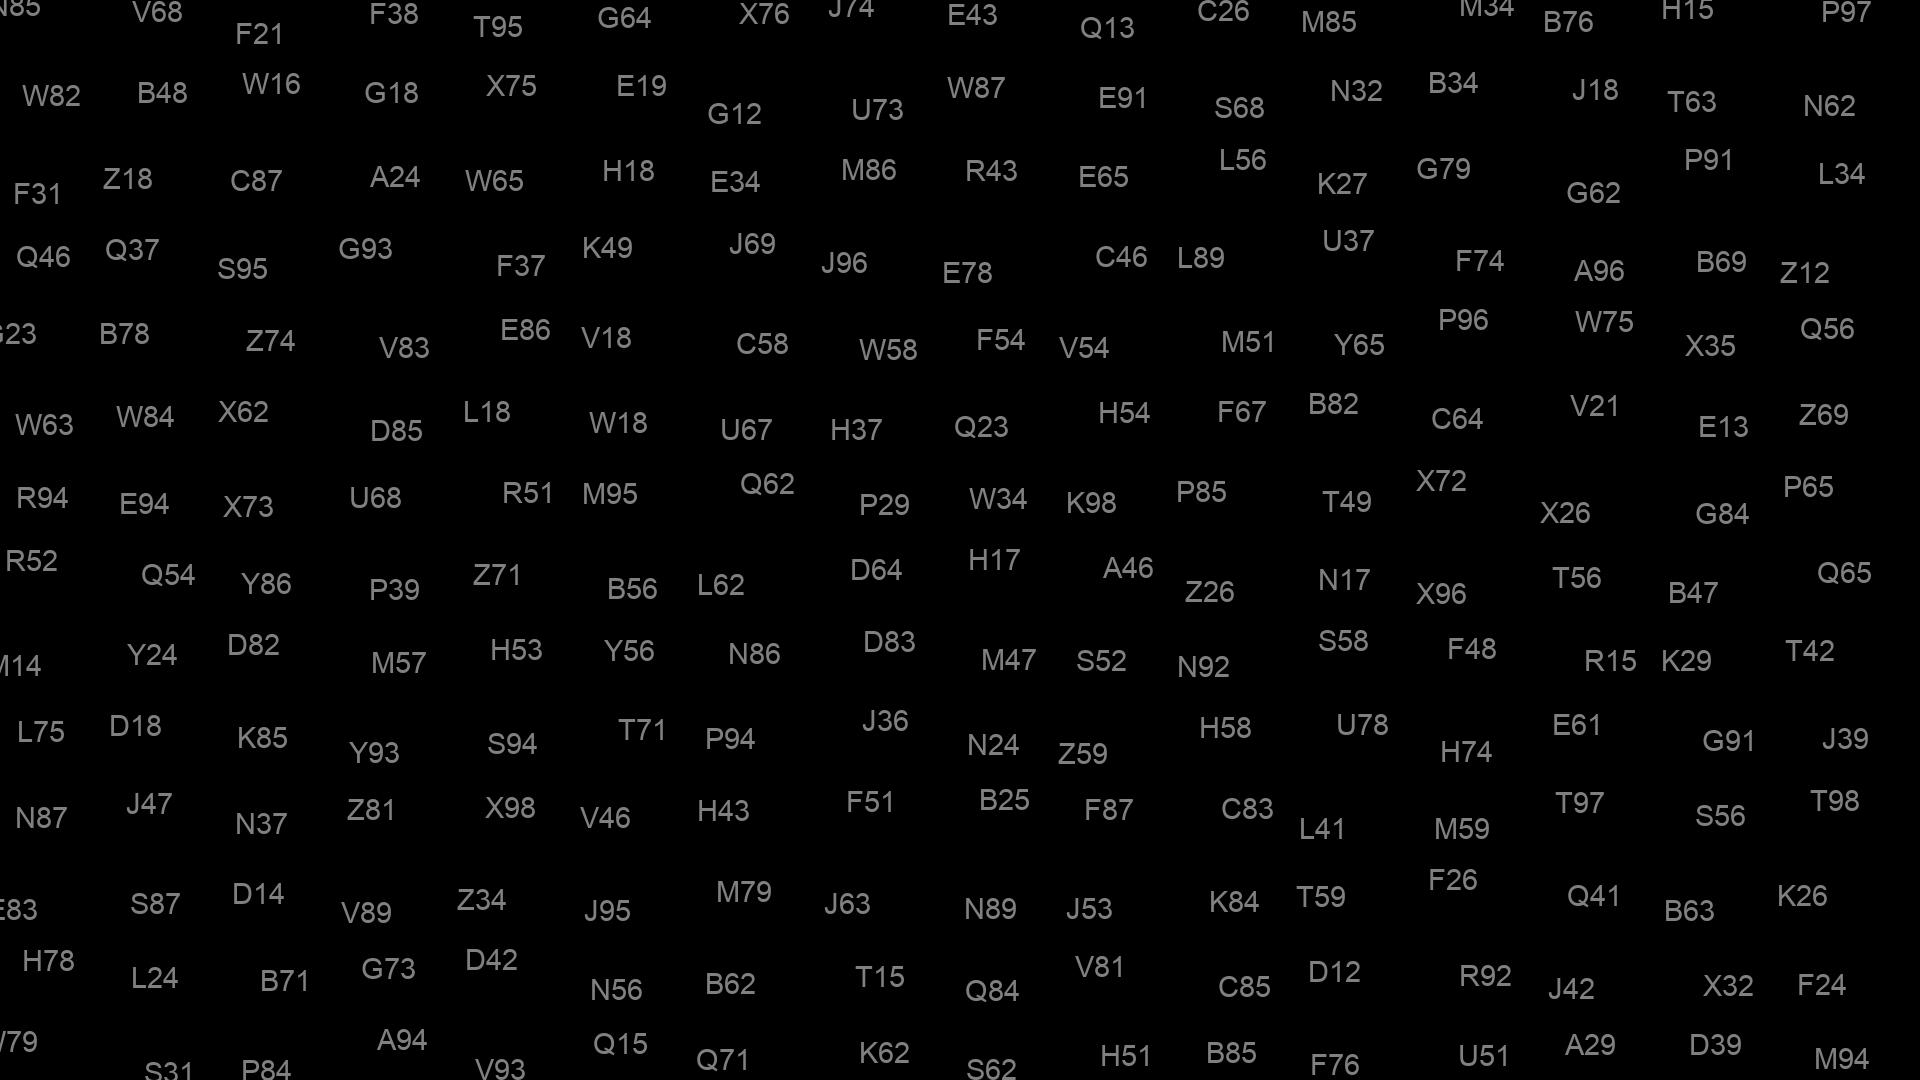 N85 V68 F21 F38 T95 G64 X76 J74 E43 Q13 C26 M85 M34 B76 H15 P97
W82 B48 W16 G18 X75 E19 G12 U73 W87 E91 S68 N32 B34 J18 T63 N62
F31 Z18 C87 A24 W65 H18 E34 M86 R43 E65 L56 K27 G79 G62 P91 L34
Q46 Q37 S95 G93 F37 K49 J69 J96 E78 C46 L89 U37 F74 A96 B69 Z12
G23 B78 Z74 V83 E86 V18 C58 W58 F54 V54 M51 Y65 P96 W75 X35 Q56
W63 W84 X62 D85 L18 W18 U67 H37 Q23 H54 F67 B82 C64 V21 E13 Z69
R94 E94 X73 U68 R51 M95 Q62 P29 W34 K98 P85 T49 X72 X26 G84 P65
R52 Q54 Y86 P39 Z71 B56 L62 D64 H17 A46 Z26 N17 X96 T56 B47 Q65
M14 Y24 D82 M57 H53 Y56 N86 D83 M47 S52 N92 S58 F48 R15 K29 T42
L75 D18 K85 Y93 S94 T71 P94 J36 N24 Z59 H58 U78 H74 E61 G91 J39
N87 J47 N37 Z81 X98 V46 H43 F51 B25 F87 C83 L41 M59 T97 S56 T98
E83 S87 D14 V89 Z34 J95 M79 J63 N89 J53 K84 T59 F26 Q41 B63 K26
H78 L24 B71 G73 D42 N56 B62 T15 Q84 V81 C85 D12 R92 J42 X32 F24
S31 P84 A94 V93 Q15 Q71 K62 S62 H51 B85 F76 U51 A29 D39 M94